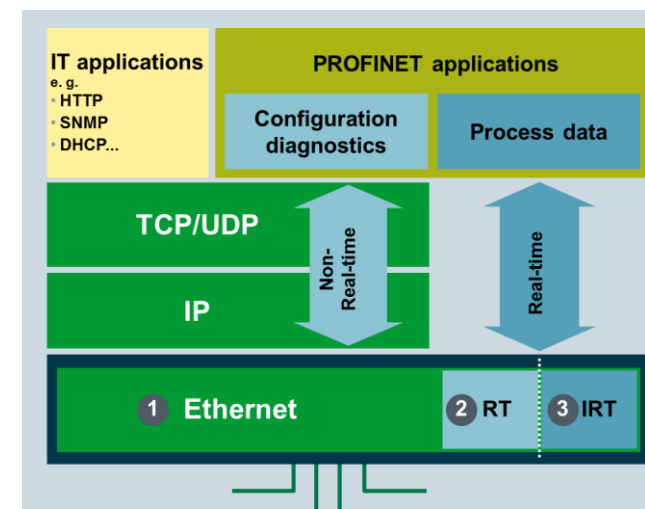 IT applications
e. g.
• HTTP
• SNMP
• DHCP...
PROFINET applications
Configuration
diagnostics
Process data
TCP/UDP
IP
Non-
Real-time
Real-time
1 Ethernet
2 RT
3 IRT